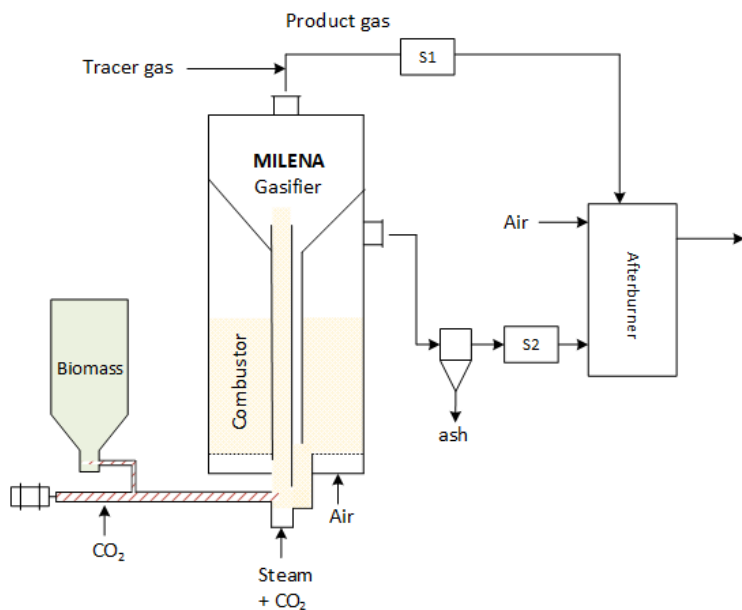 Product gas
S1
Tracer gas
MILENA
Gasifier
Air
Afterburner
Biomass
Combustor
S2
ash
Air
CO₂
Steam
+ CO₂